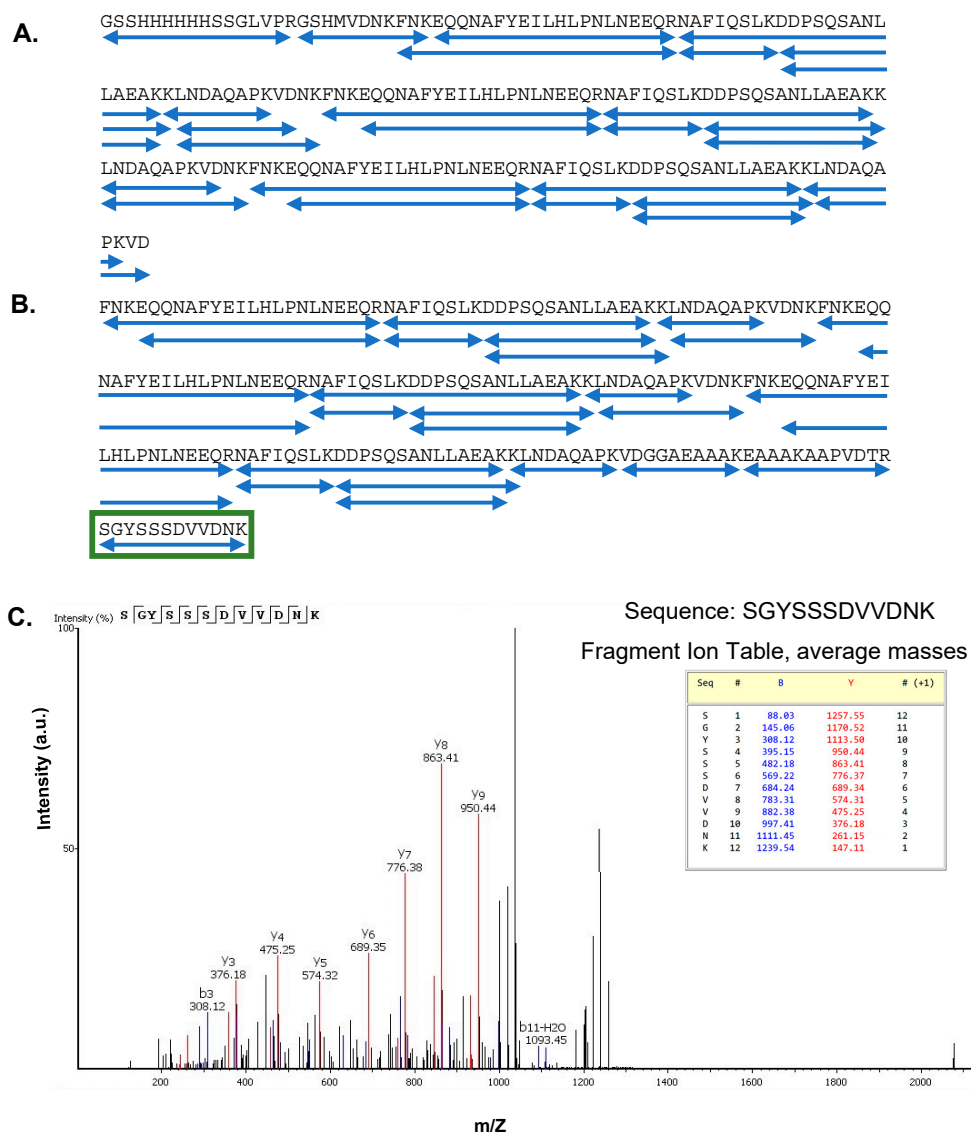 A.
GSSHHHHHHSSGLVPRGSHMVDNKFNKEQQNAFYEILHLPNLNEEQRNAFIQSLKDDPSQSANL
LAEAKKLNDAQAPKVDNKFNKEQQNAFYEILHLPNLNEEQRNAFIQSLKDDPSQSANLLAEAKK
LNDAQAPKVDNKFNKEQQNAFYEILHLPNLNEEQRNAFIQSLKDDPSQSANLLAEAKKLNDAQA
PKVD
B.
FNKEQQNAFYEILHLPNLNEEQRNAFIQSLKDDPSQSANLLAEAKKLNDAQAPKVDNKFNKEQQ
NAFYEILHLPNLNEEQRNAFIQSLKDDPSQSANLLAEAKKLNDAQAPKVDNKFNKEQQNAFYEI
LHLPNLNEEQRNAFIQSLKDDPSQSANLLAEAKKLNDAQAPKVDGGAEAAAKEAAAKAAPVDTR
SGYSSSDVVDNK
C.
Intensity (%) S G Y S S S D V V D N K
Sequence: SGYSSSDVVDNK
Fragment Ion Table, average masses
Seq # B Y # (+1)
S 1 88.03 1257.55 12
G 2 145.06 1170.52 11
Y 3 308.12 1113.50 10
S 4 395.15 950.44 9
S 5 482.18 863.41 8
S 6 569.22 776.37 7
D 7 684.24 689.34 6
V 8 783.31 574.31 5
V 9 882.38 475.25 4
D 10 997.41 376.18 3
N 11 1111.45 261.15 2
K 12 1239.54 147.11 1
100
50
Intensity (a.u.)
y8
863.41
y9
950.44
y7
776.38
y6
689.35
y4
475.25
y5
574.32
y3
376.18
b3
308.12
b11-H2O
1093.45
200 400 600 800 1000 1200 1400 1600 1800 2000
m/Z